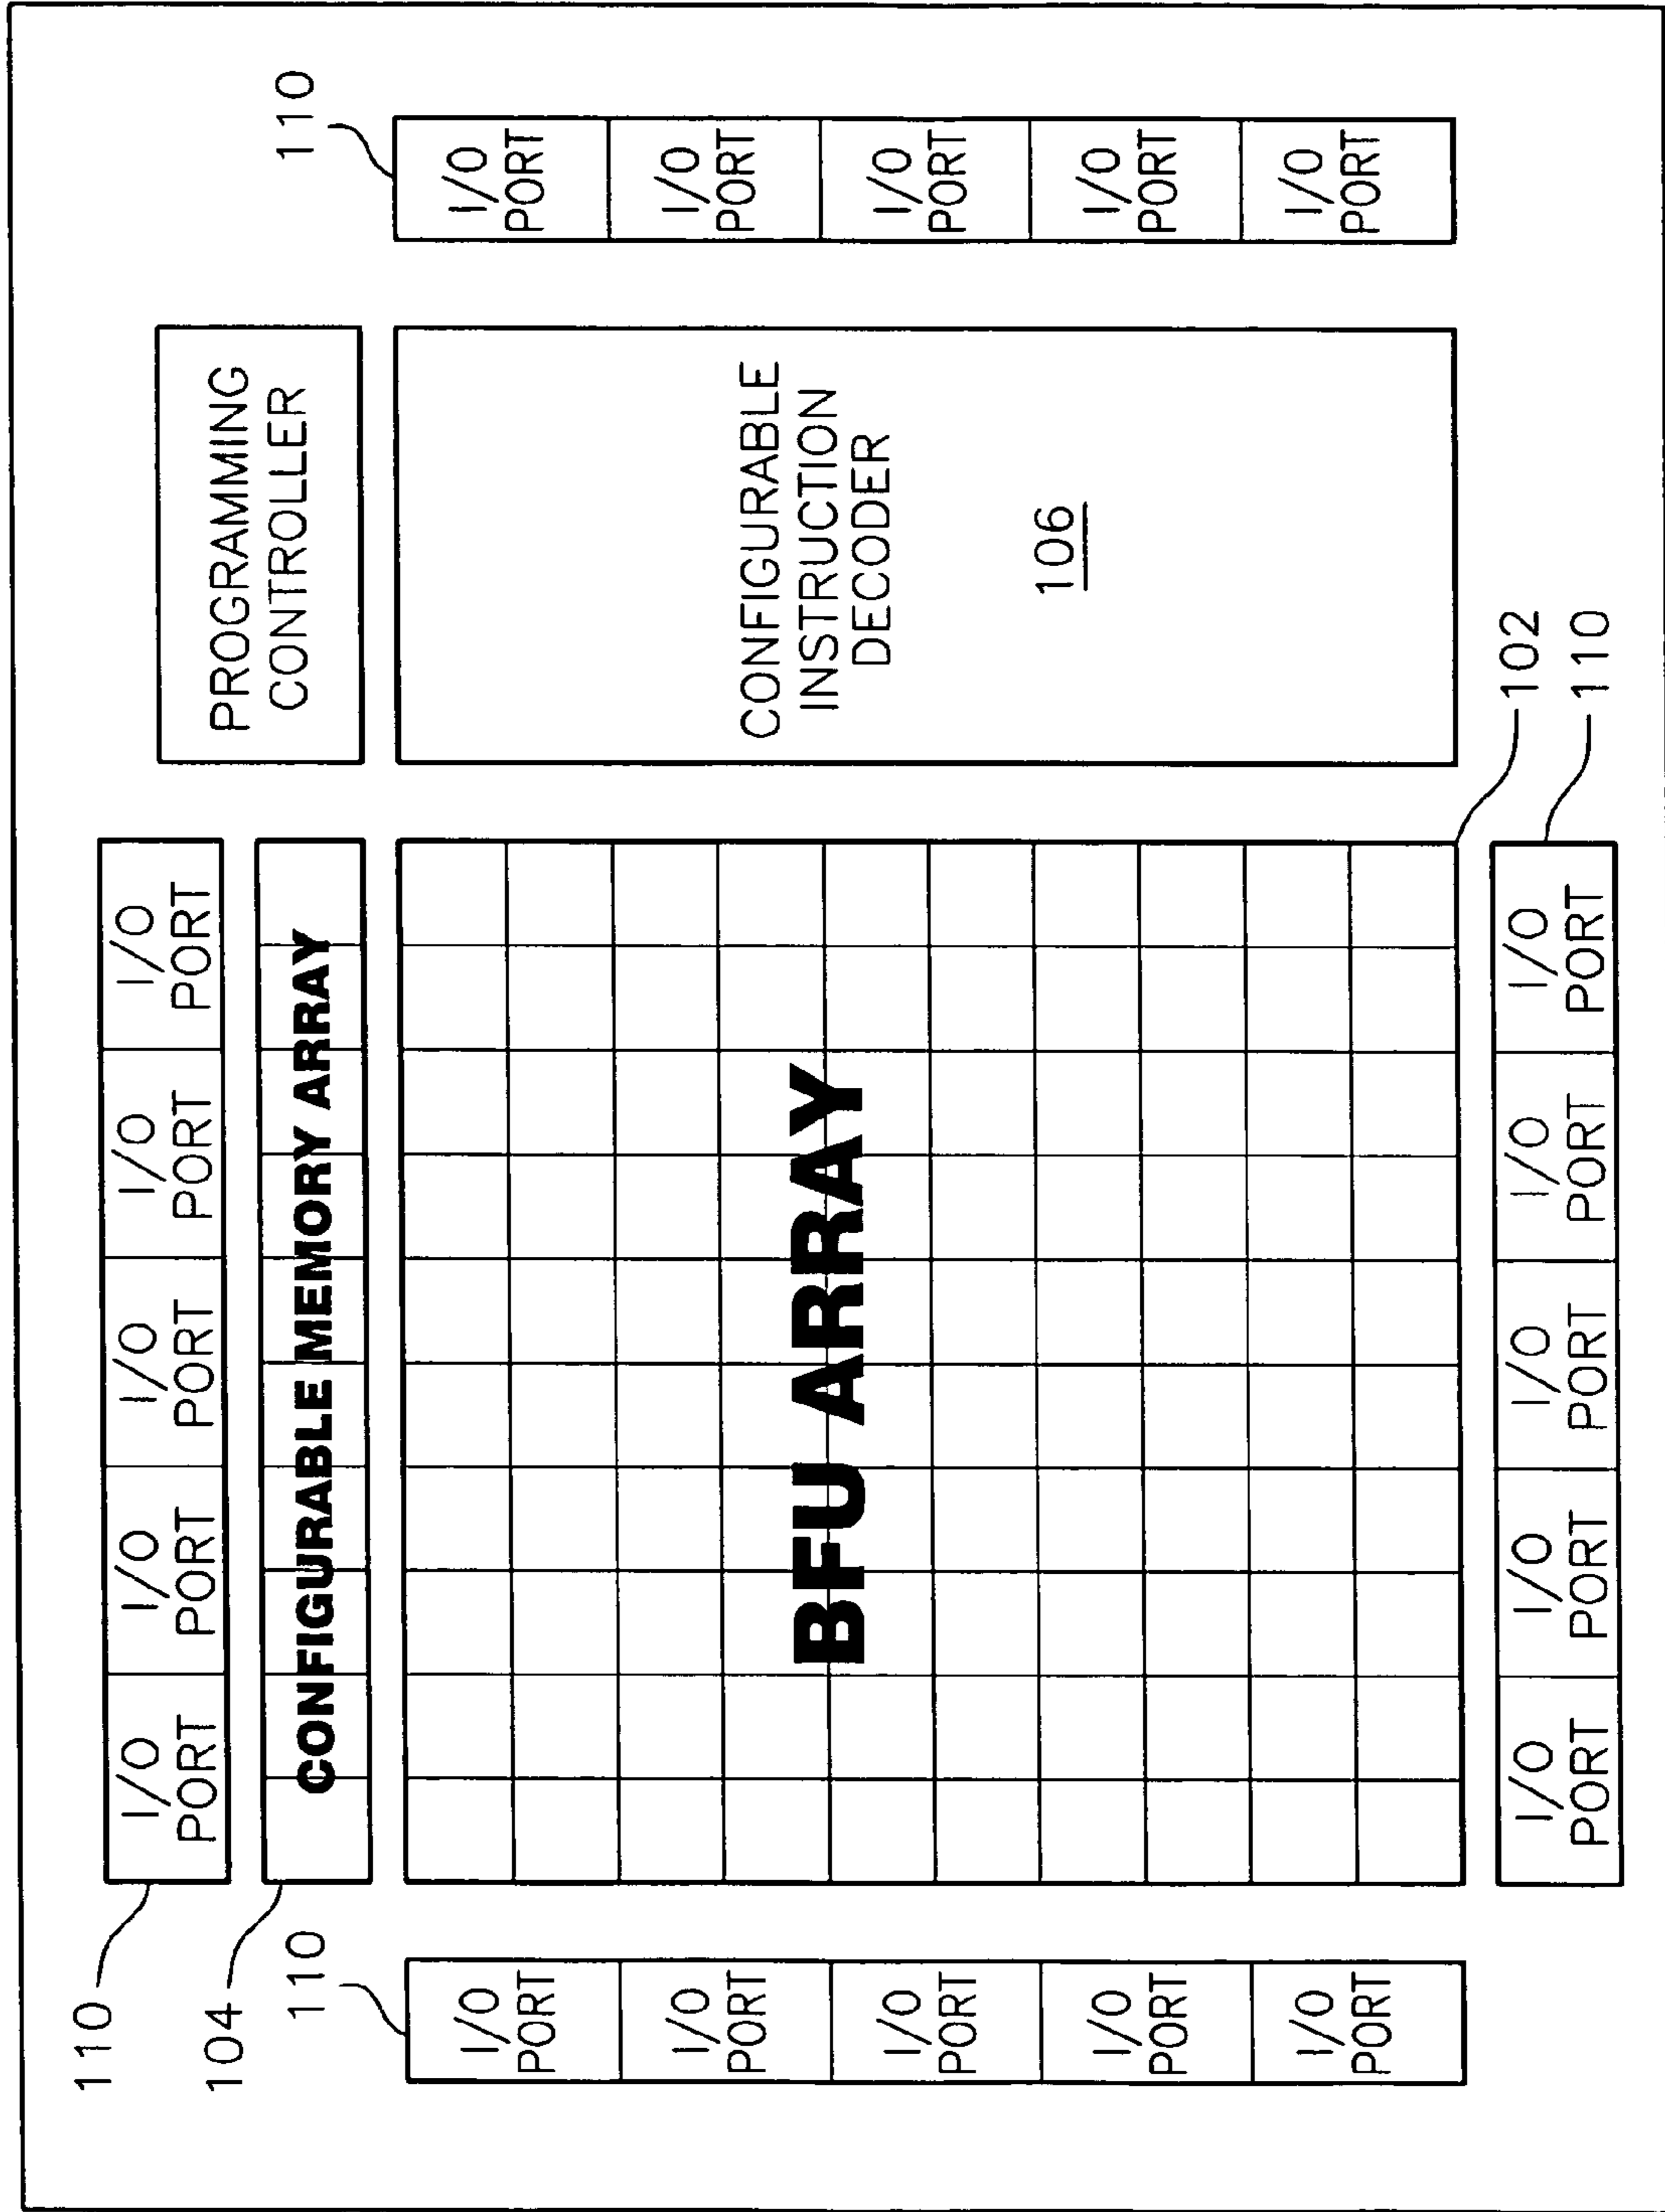 110
I/O
PORT
I/O
PORT
I/O
PORT
I/O
PORT
I/O
PORT
104
CONFIGURABLE MEMORY ARRAY
PROGRAMMING
CONTROLLER
110
I/O
PORT
I/O
PORT
I/O
PORT
I/O
PORT
I/O
PORT
BFU ARRAY
CONFIGURABLE
INSTRUCTION
DECODER
106
110
I/O
PORT
I/O
PORT
I/O
PORT
I/O
PORT
I/O
PORT
102
I/O
PORT
I/O
PORT
I/O
PORT
I/O
PORT
I/O
PORT
110